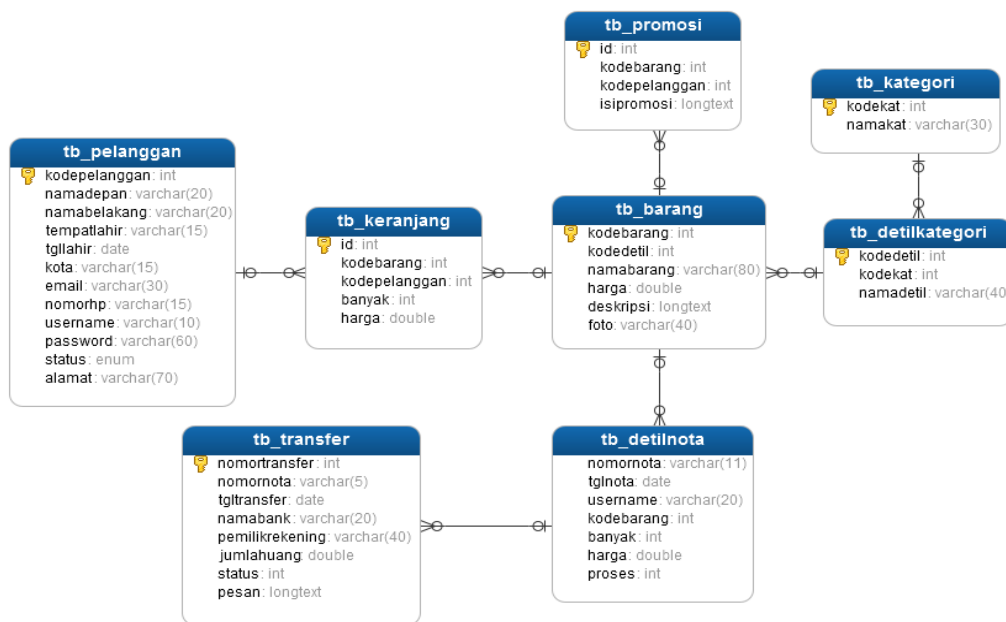 tb_promosi
id: int
kodebarang: int
kodepelanggan: int
isipromosi: longtext
tb_kategori
kodekat: int
namakat: varchar(30)
tb_pelanggan
kodepelanggan: int
namadepan: varchar(20)
namabelakang: varchar(20)
tempatlahir: varchar(15)
tgllahir: date
kota: varchar(15)
email: varchar(30)
nomorhp: varchar(15)
username: varchar(10)
password: varchar(60)
status: enum
alamat: varchar(70)
tb_keranjang
id: int
kodebarang: int
kodepelanggan: int
banyak: int
harga: double
tb_barang
kodebarang: int
kodedetil: int
namabarang: varchar(80)
harga: double
deskripsi: longtext
foto: varchar(40)
tb_detilkategori
kodedetil: int
kodekat: int
namadetil: varchar(40
tb_transfer
nomortransfer: int
nomornota: varchar(5)
tgltransfer: date
namabank: varchar(20)
pemilikrekening: varchar(40)
jumlahuang: double
status: int
pesan: longtext
tb_detilnota
nomornota: varchar(11)
tglnota: date
username: varchar(20)
kodebarang: int
banyak: int
harga: double
proses: int